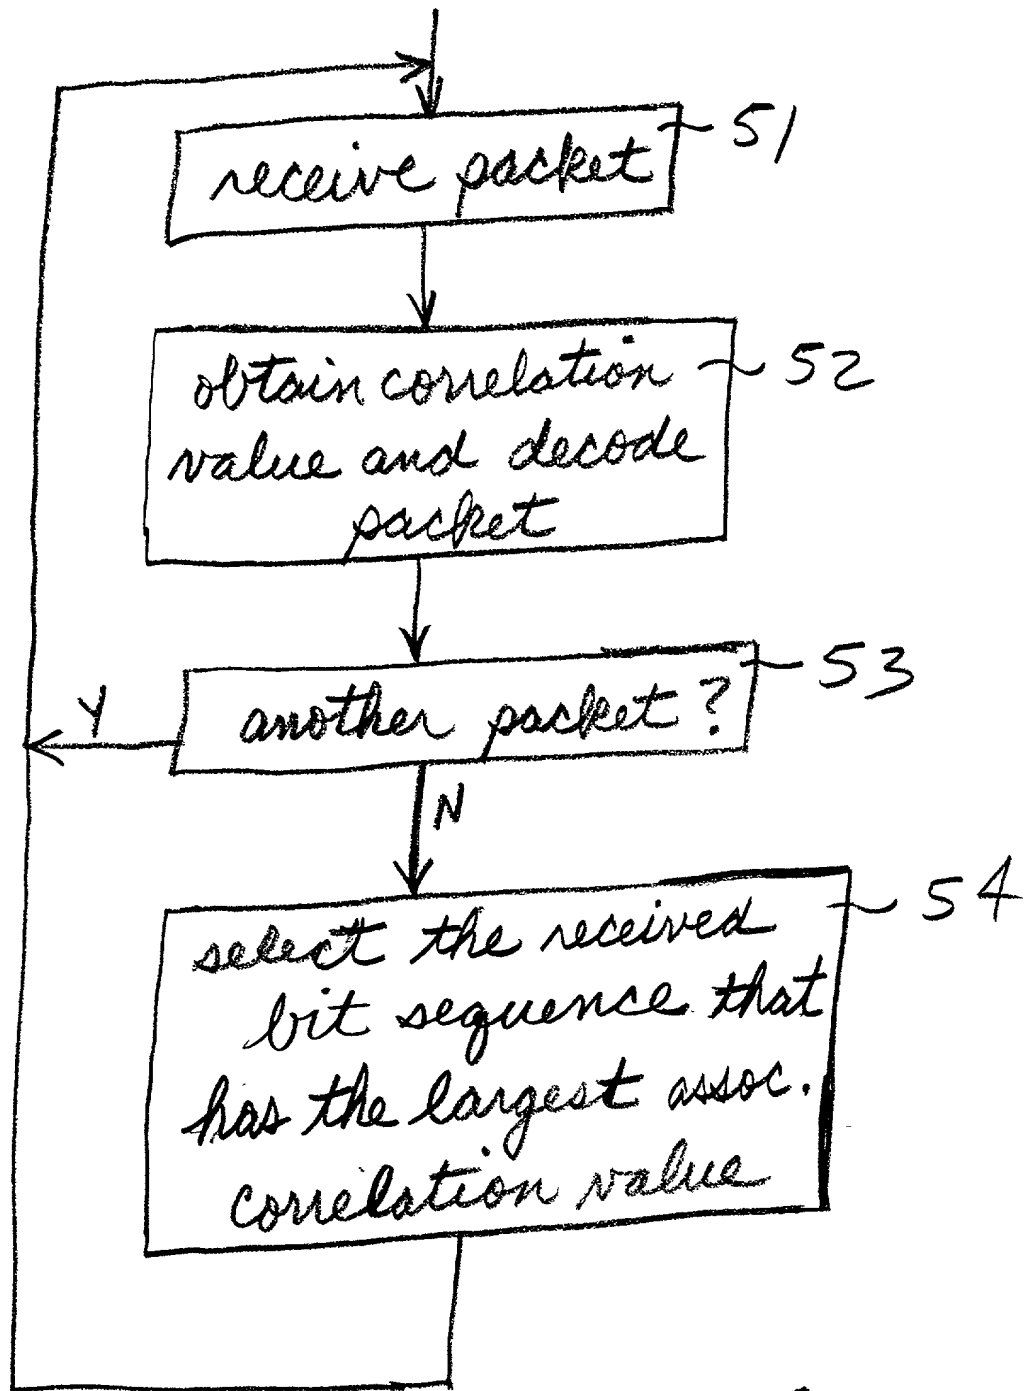 receive packet 51
obtain correlation 52
value and decode
packet
another packet? 53
Y
N
select the received 54
bit sequence that
has the largest assoc.
correlation value